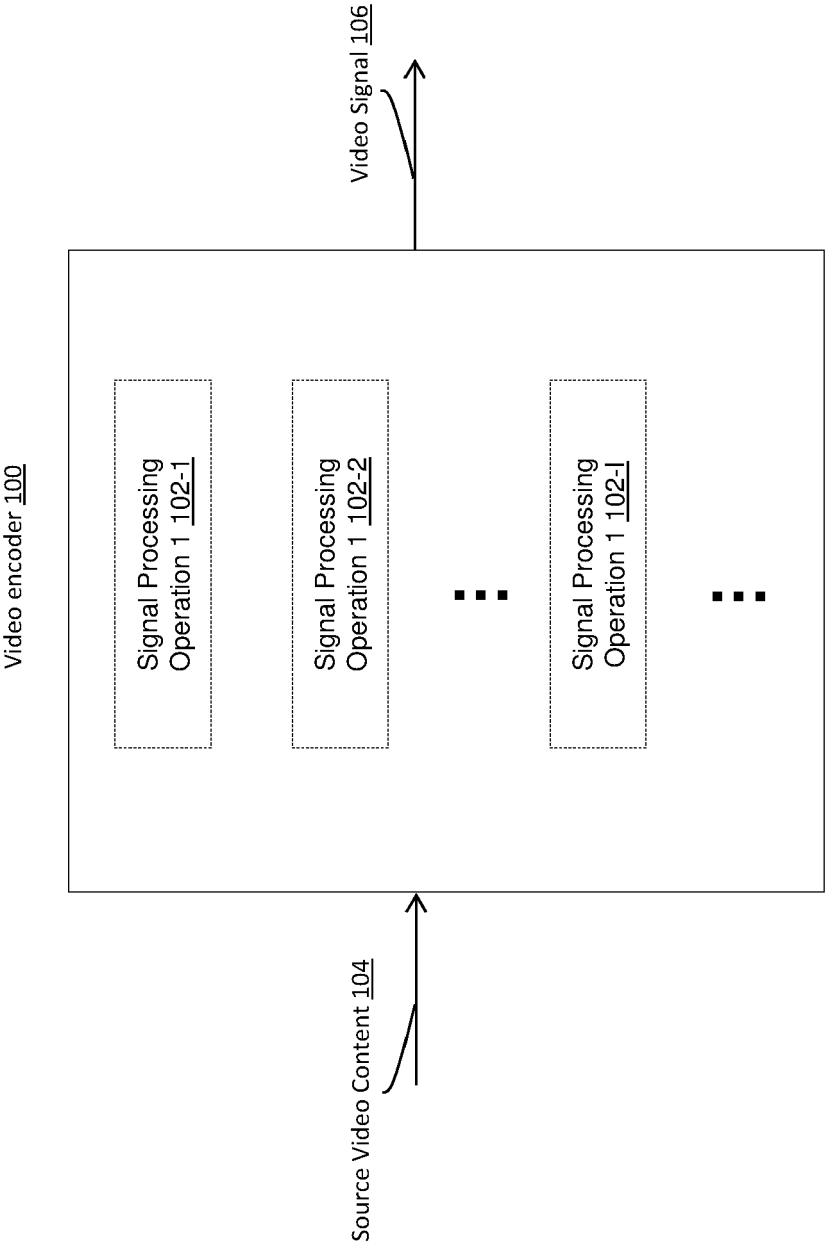 Video encoder 100
Signal Processing
Operation 1 102-1
Signal Processing
Operation 1 102-2
Signal Processing
Operation 1 102-I
Source Video Content 104
Video Signal 106